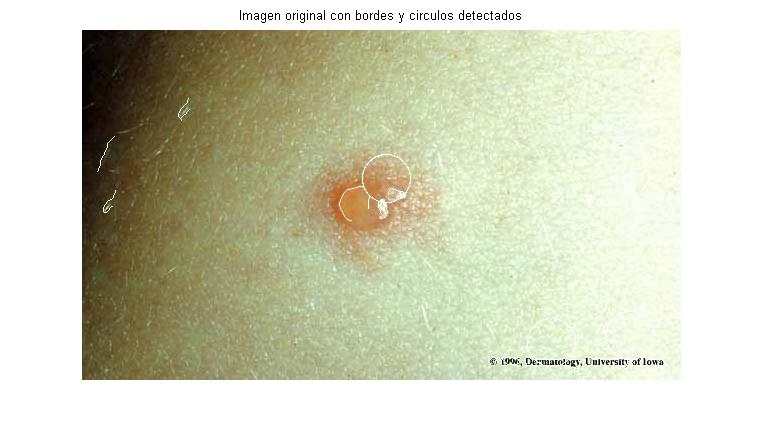 Imagen original con bordes y circulos detectados
© 1996, Dermatology, University of Iowa